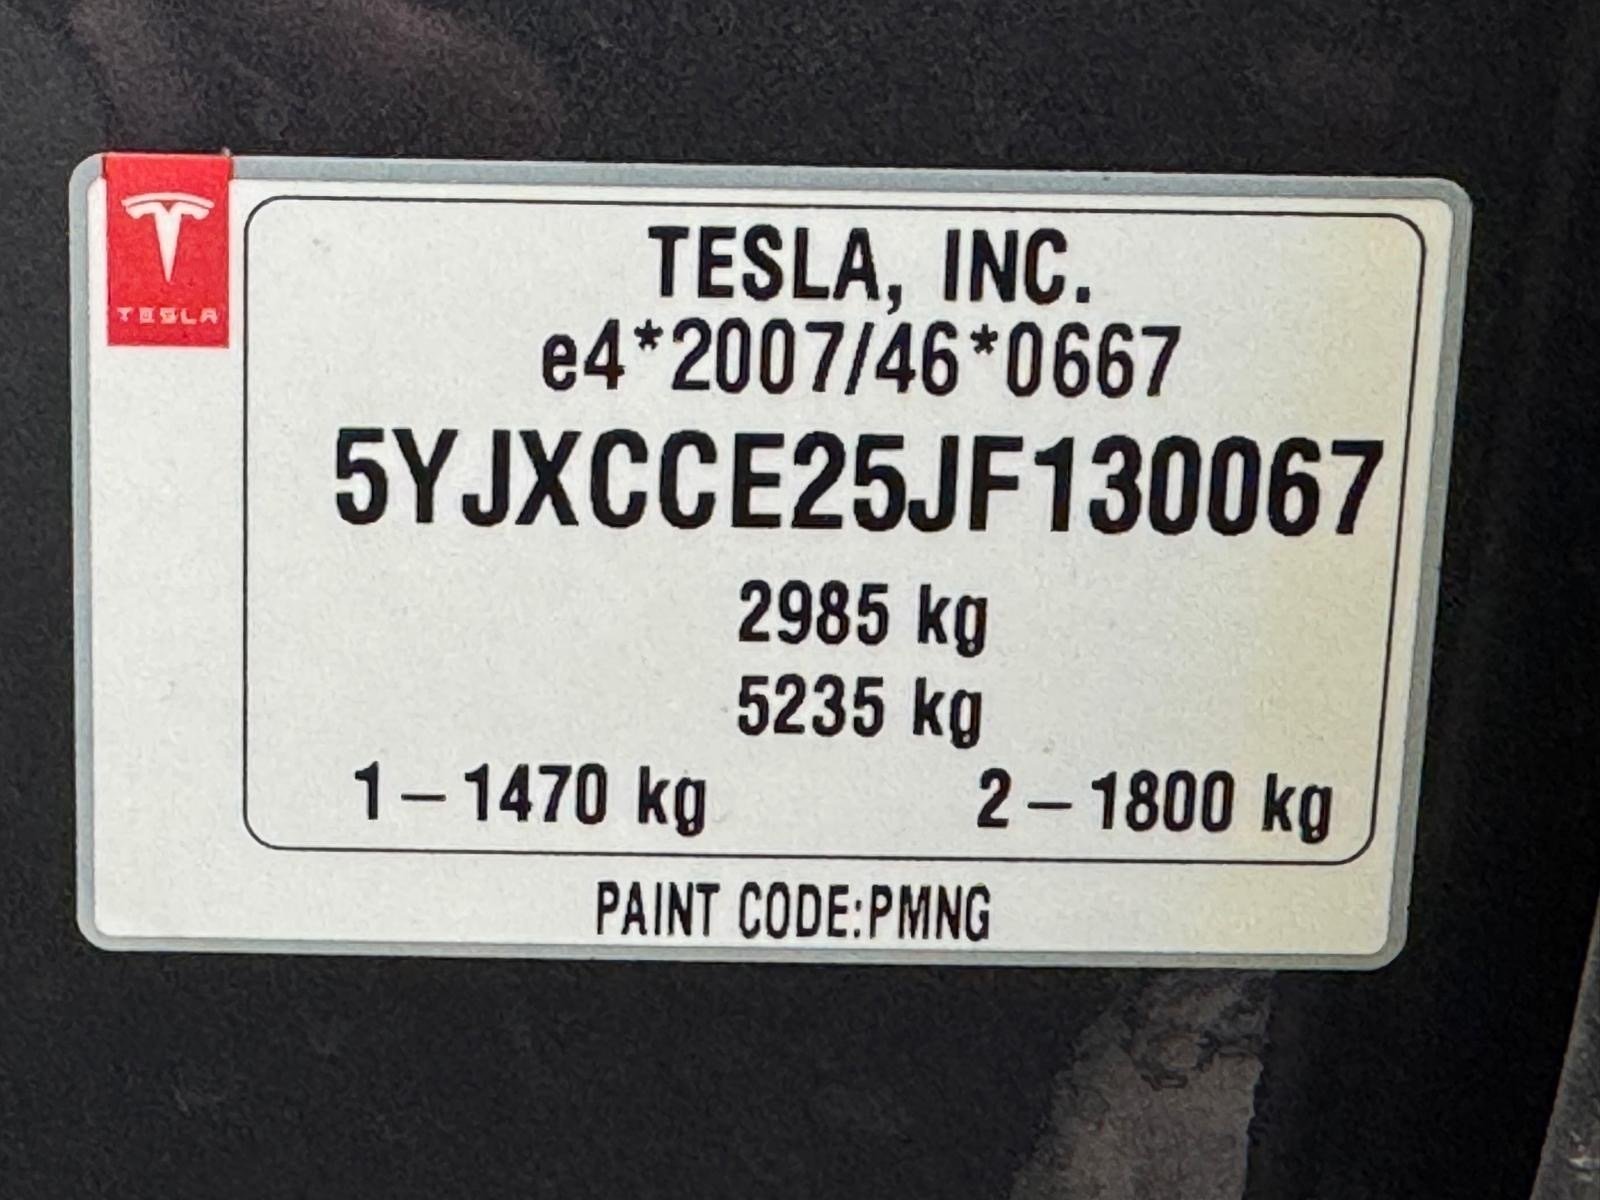 TESLA
TESLA, INC.
e4*2007/46*0667
5YJXCCE25JF130067
2985 kg
5235 kg
1 – 1470 kg 2 – 1800 kg
PAINT CODE:PMNG